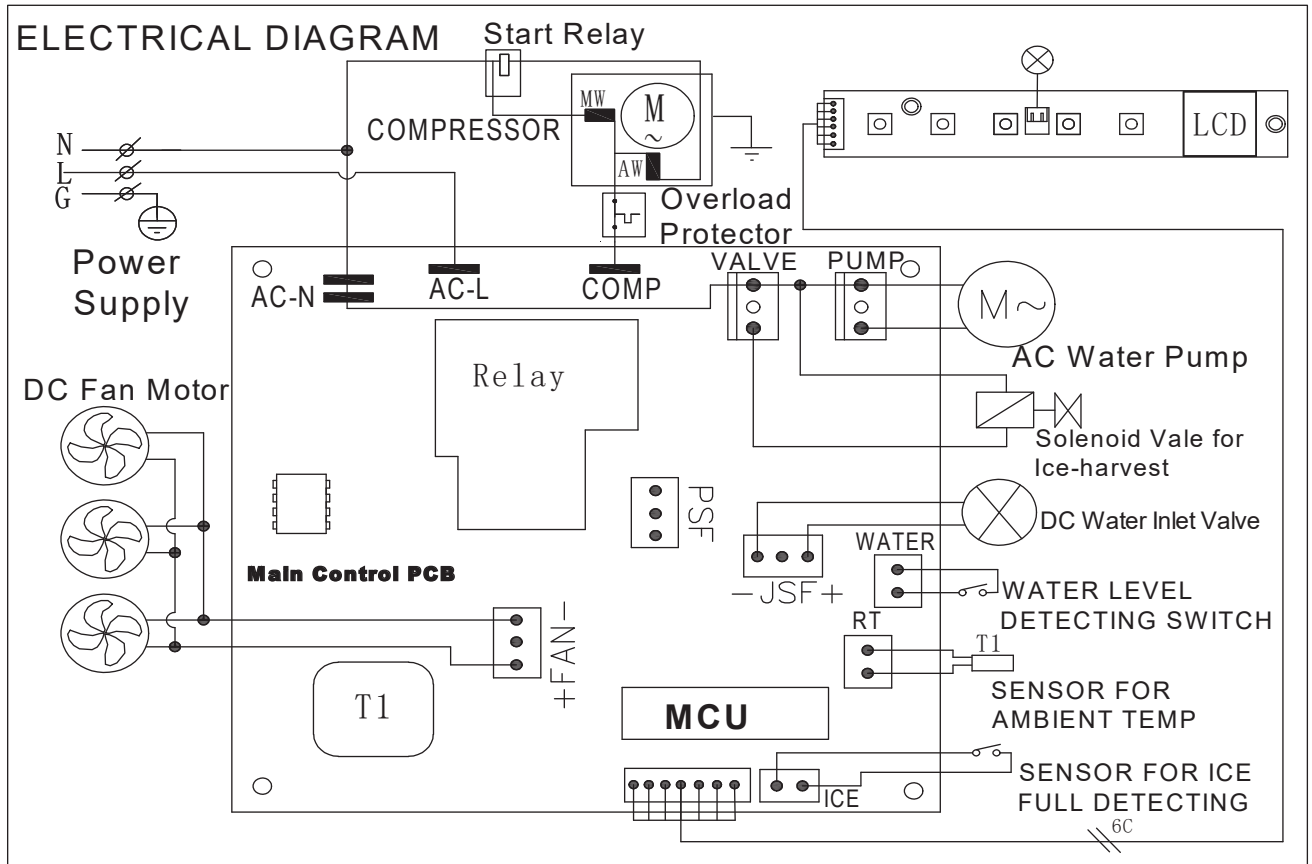 ELECTRICAL DIAGRAM
Start Relay
MW
M
~
COMPRESSOR
AW
LCD
N
L
G
Overload
Protector
Power
Supply
VALVE
PUMP
AC-N
AC-L
COMP
M~
AC Water Pump
Relay
DC Fan Motor
Solenoid Vale for
Ice-harvest
PSF
DC Water Inlet Valve
WATER
Main Control PCB
-JSF+
WATER LEVEL
DETECTING SWITCH
RT
T1
+FAN-
SENSOR FOR
AMBIENT TEMP
T1
MCU
SENSOR FOR ICE
FULL DETECTING
ICE
6C